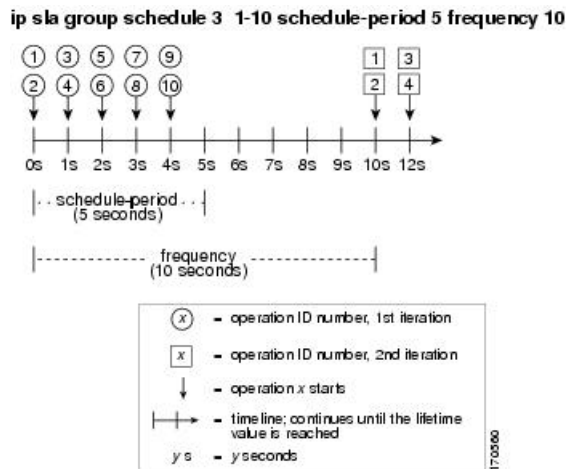 ip sla group schedule 3 1-10 schedule-period 5 frequency 10
1 3 5 7 9 1 3
2 4 6 8 10 2 4
0s 1s 2s 3s 4s 5s 6s 7s 8s 9s 10s 12s
schedule-period
(5 seconds)
frequency
(10 seconds)
x = operation ID number, 1st iteration
x = operation ID number, 2nd iteration
= operation x starts
= timeline; continues until the lifetime
value is reached
y s = y seconds
170560